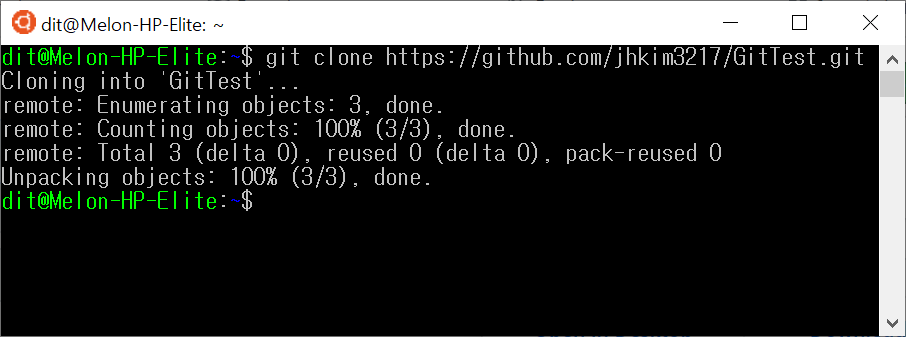 dit@Melon-HP-Elite: ~
dit@Melon-HP-Elite:~$ git clone https://github.com/jhkim3217/GitTest.git
Cloning into 'GitTest'...
remote: Enumerating objects: 3, done.
remote: Counting objects: 100% (3/3), done.
remote: Total 3 (delta 0), reused 0 (delta 0), pack-reused 0
Unpacking objects: 100% (3/3), done.
dit@Melon-HP-Elite:~$